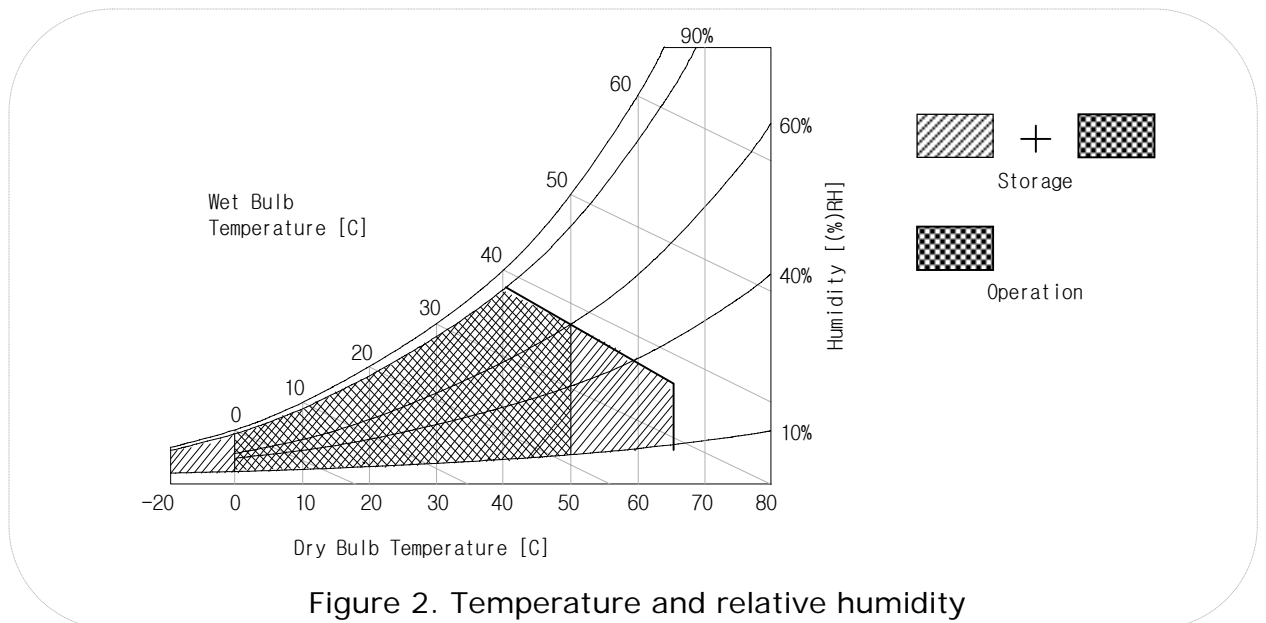 90%
60
60%
50
Wet Bulb
Temperature [C]
40
40%
Humidity [(%)RH]
30
20
10
0
10%
-20 0 10 20 30 40 50 60 70 80
Dry Bulb Temperature [C]
+
Storage
Operation
Figure 2. Temperature and relative humidity